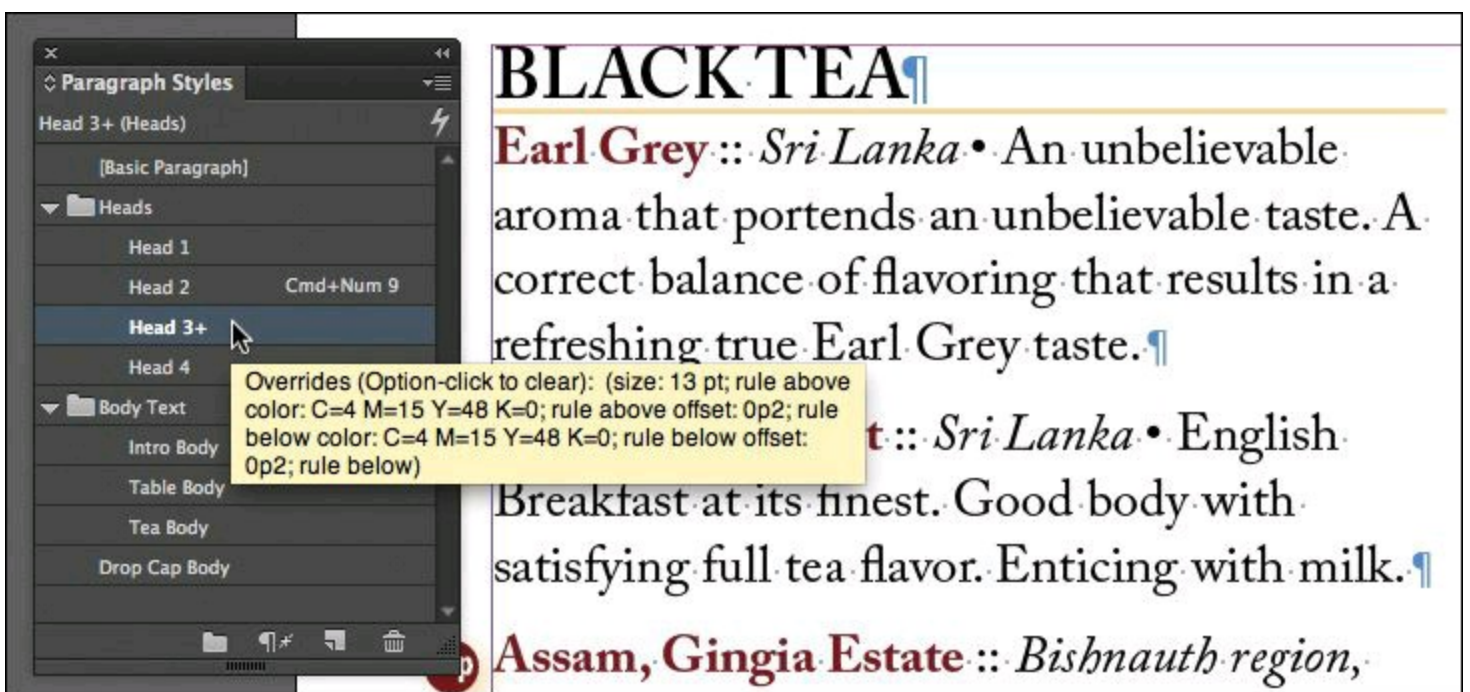 Paragraph Styles
Head 3+ (Heads)
[Basic Paragraph]
Heads
Head 1
Head 2 Cmd+Num 9
Head 3+
Head 4
Body Text
Intro Body
Table Body
Tea Body
Drop Cap Body
Overrides (Option-click to clear): (size: 13 pt; rule above
color: C=4 M=15 Y=48 K=0; rule above offset: 0p2; rule
below color: C=4 M=15 Y=48 K=0; rule below offset:
0p2; rule below)
BLACK TEA¶
Earl Grey :: Sri Lanka • An unbelievable
aroma that portends an unbelievable taste. A
correct balance of flavoring that results in a
refreshing true Earl Grey taste. ¶
:: Sri Lanka • English
Breakfast at its finest. Good body with
satisfying full tea flavor. Enticing with milk. ¶
Assam, Gingia Estate :: Bishnauth region,